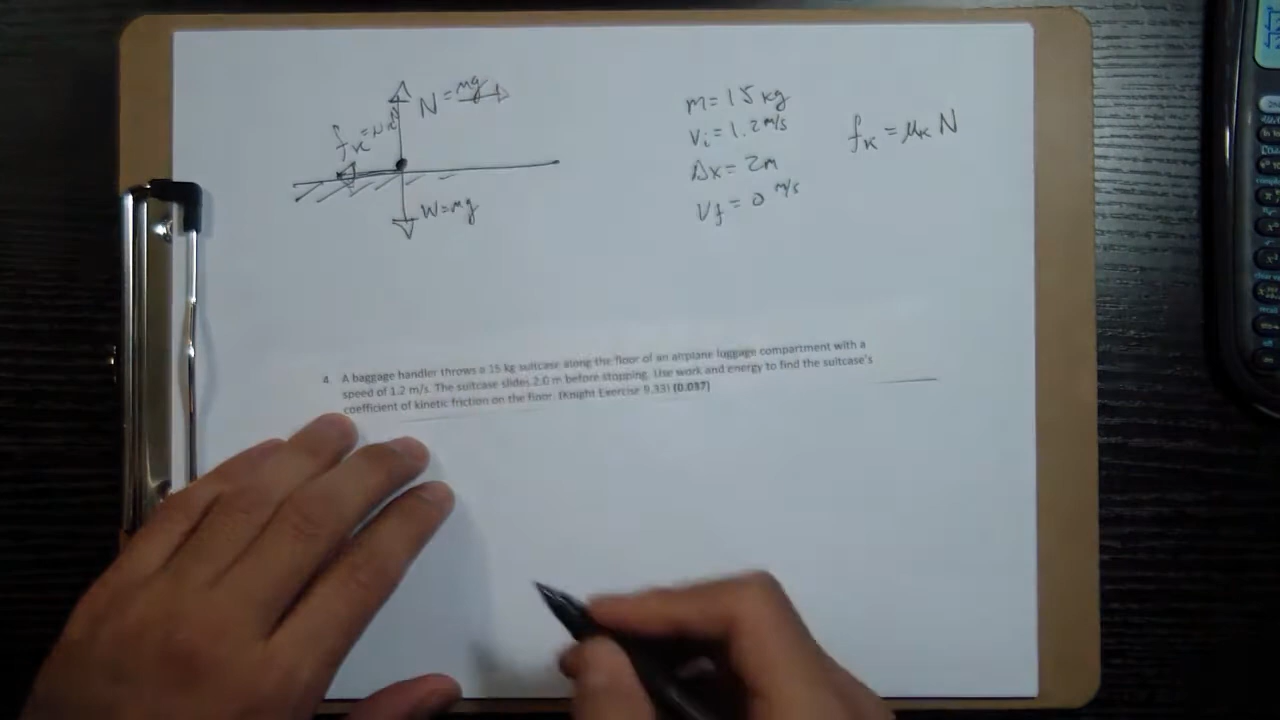 N = mg
fₖ = μₖN
W = mg
m = 15 kg
Vᵢ = 1.2 m/s
Δx = 2m
V_f = 0 m/s
fₖ = μₖ N
4. A baggage handler throws a 15 kg suitcase along the floor of an airplane luggage compartment with a
speed of 1.2 m/s. The suitcase slides 2.0 m before stopping. Use work and energy to find the suitcase's
coefficient of kinetic friction on the floor. (Knight Exercise 9.33) (0.037)